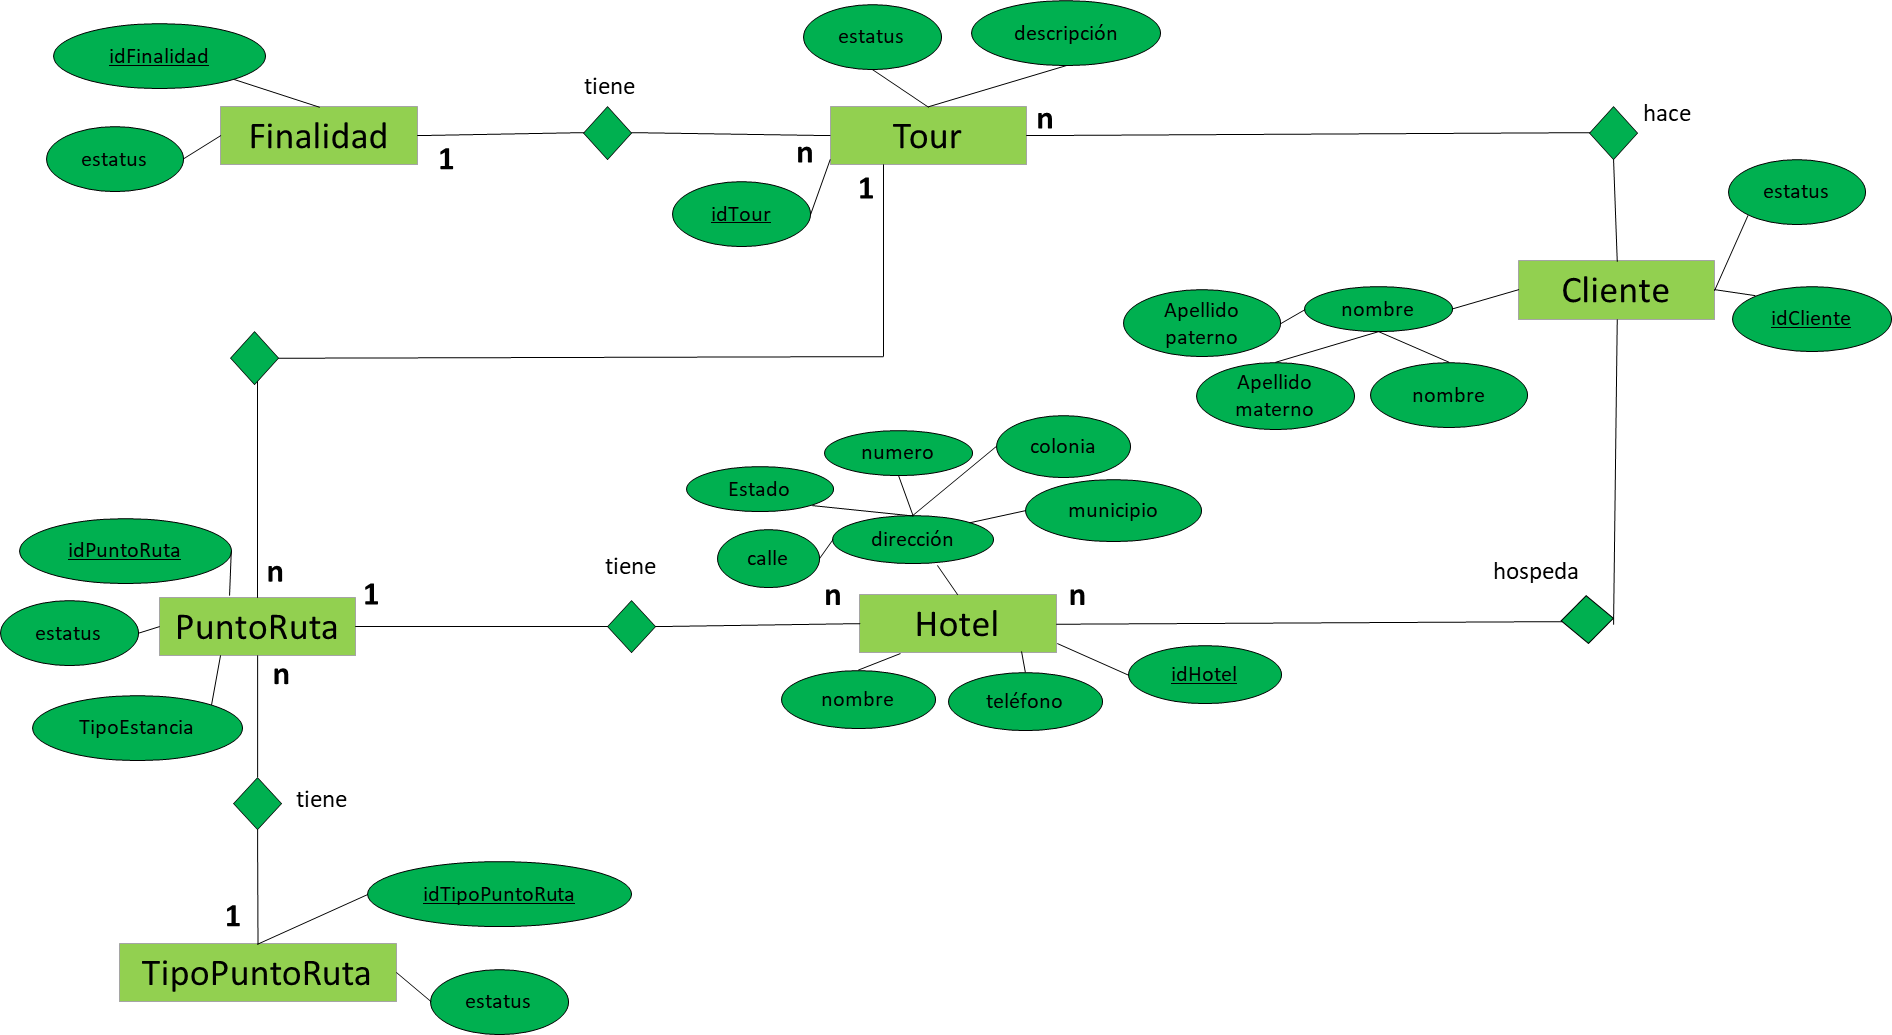 estatus
descripción
idFinalidad
tiene
hace
Finalidad
Tour
n
1
n
estatus
1
idTour
estatus
Cliente
idCliente
nombre
Apellido
paterno
Apellido
materno
nombre
numero
colonia
Estado
municipio
dirección
calle
idPuntoRuta
n
1
tiene
n
n
hospeda
PuntoRuta
Hotel
estatus
n
idHotel
nombre
teléfono
TipoEstancia
tiene
idTipoPuntoRuta
1
TipoPuntoRuta
estatus